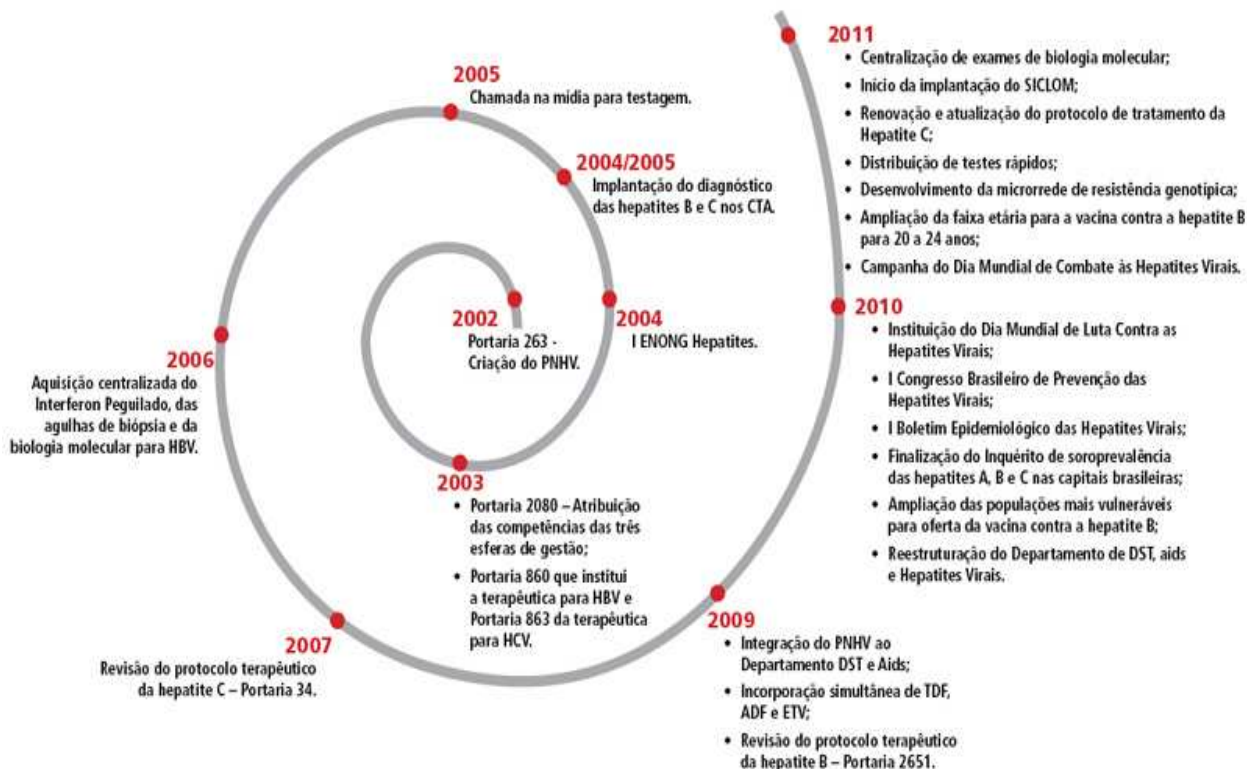 2002
Portaria 263 -
Criação do PNHV.
2003
• Portaria 2080 – Atribuição
das competências das três
esferas de gestão;
• Portaria 860 que institui
a terapêutica para HBV e
Portaria 863 da terapêutica
para HCV.
2004
I ENONG Hepatites.
2004/2005
Implantação do diagnóstico
das hepatites B e C nos CTA.
2005
Chamada na mídia para testagem.
2006
Aquisição centralizada do
Interferon Peguilado, das
agulhas de biópsia e da
biologia molecular para HBV.
2007
Revisão do protocolo terapêutico
da hepatite C – Portaria 34.
2009
• Integração do PNHV ao
Departamento DST e Aids;
• Incorporação simultânea de TDF,
ADF e ETV;
• Revisão do protocolo terapêutico
da hepatite B – Portaria 2651.
2010
• Instituição do Dia Mundial de Luta Contra as
Hepatites Virais;
• I Congresso Brasileiro de Prevenção das
Hepatites Virais;
• I Boletim Epidemiológico das Hepatites Virais;
• Finalização do Inquérito de soroprevalência
das hepatites A, B e C nas capitais brasileiras;
• Ampliação das populações mais vulneráveis
para oferta da vacina contra a hepatite B;
• Reestruturação do Departamento de DST, aids
e Hepatites Virais.
2011
• Centralização de exames de biologia molecular;
• Início da implantação do SICLOM;
• Renovação e atualização do protocolo de tratamento da
Hepatite C;
• Distribuição de testes rápidos;
• Desenvolvimento da microrrede de resistência genotípica;
• Ampliação da faixa etária para a vacina contra a hepatite B
para 20 a 24 anos;
• Campanha do Dia Mundial de Combate às Hepatites Virais.